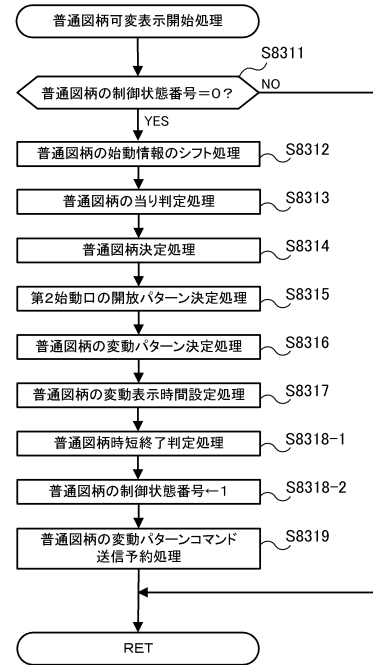 普通図柄可変表示開始処理
S8311
普通図柄の制御状態番号=0?
NO
YES
普通図柄の始動情報のシフト処理
S8312
普通図柄の当り判定処理
S8313
普通図柄決定処理
S8314
第2始動口の開放パターン決定処理
S8315
普通図柄の変動パターン決定処理
S8316
普通図柄の変動表示時間設定処理
S8317
普通図柄時短終了判定処理
S8318-1
普通図柄の制御状態番号←1
S8318-2
普通図柄の変動パターンコマンド
送信予約処理
S8319
RET